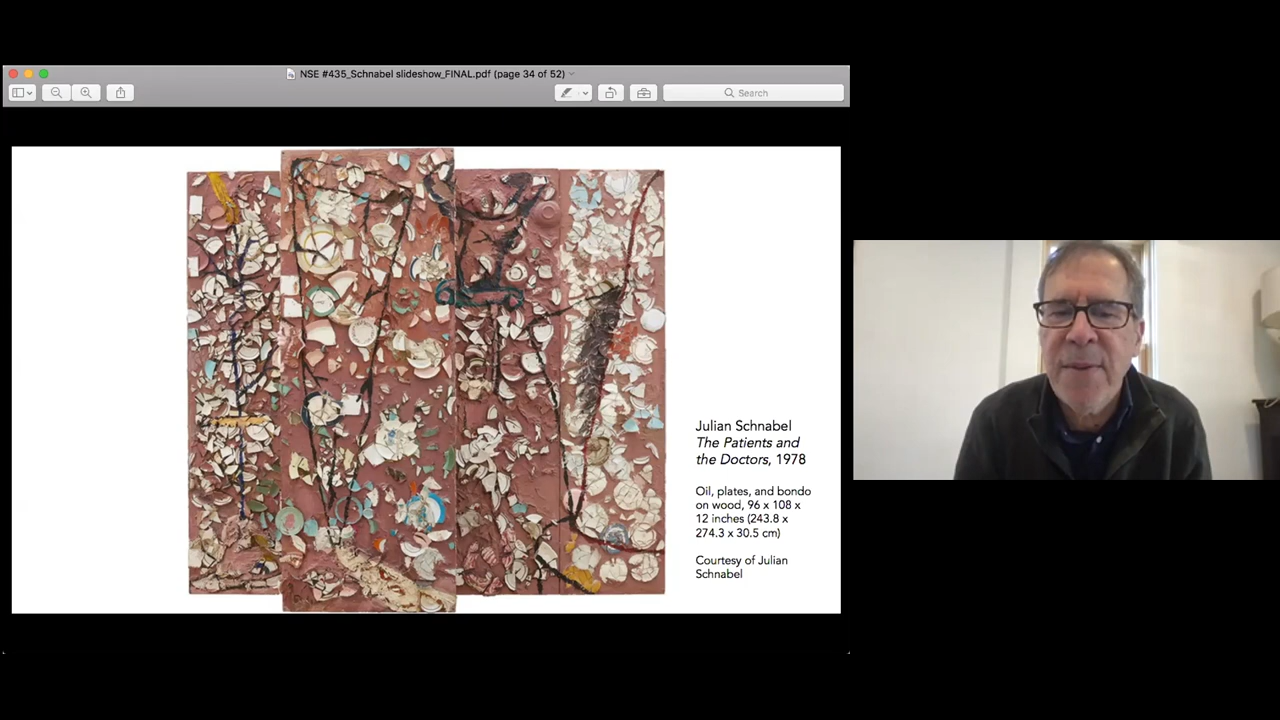 NSE #435_Schnabel slideshow_FINAL.pdf (page 34 of 52)
Search
Julian Schnabel
The Patients and
the Doctors, 1978
Oil, plates, and bondo
on wood, 96 x 108 x
12 inches (243.8 x
274.3 x 30.5 cm)
Courtesy of Julian
Schnabel